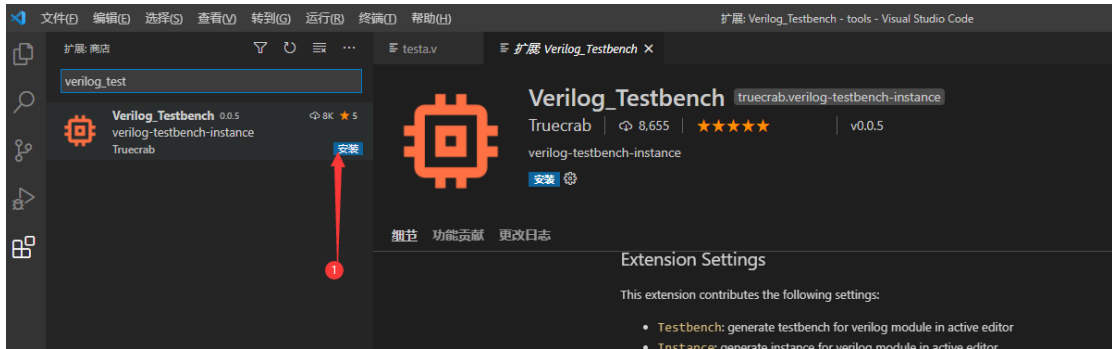 文件(F) 编辑(E) 选择(S) 查看(V) 转到(G) 运行(R) 终端(T) 帮助(H) 扩展: Verilog_Testbench - tools - Visual Studio Code
扩展: 商店
testa.v
扩展: Verilog_Testbench
verilog_test
Verilog_Testbench 0.0.5 8K ★ 5
verilog-testbench-instance
Truecrab
安装
1
Verilog_Testbench truecrab.verilog-testbench-instance
Truecrab 8,655 ★★★★★ v0.0.5
verilog-testbench-instance
安装
细节 功能贡献 更改日志
Extension Settings
This extension contributes the following settings:
• Testbench: generate testbench for verilog module in active editor
• Instance: generate instance for verilog module in active editor